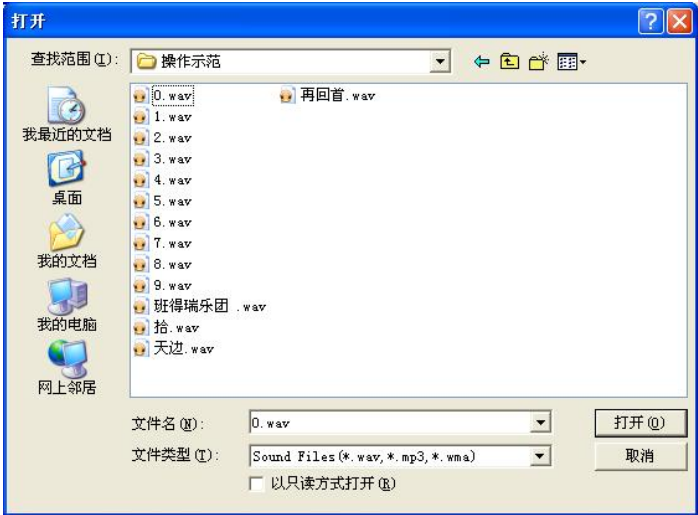 打开
查找范围(I): 操作示范
我最近的文档
桌面
我的文档
我的电脑
网上邻居
0.wav
1.wav
2.wav
3.wav
4.wav
5.wav
6.wav
7.wav
8.wav
9.wav
班得瑞乐团 .wav
拾.wav
天边.wav
再回首.wav
文件名(N): 0.wav 打开(O)
文件类型(T): Sound Files(*.wav,*.mp3,*.wma) 取消
以只读方式打开(R)